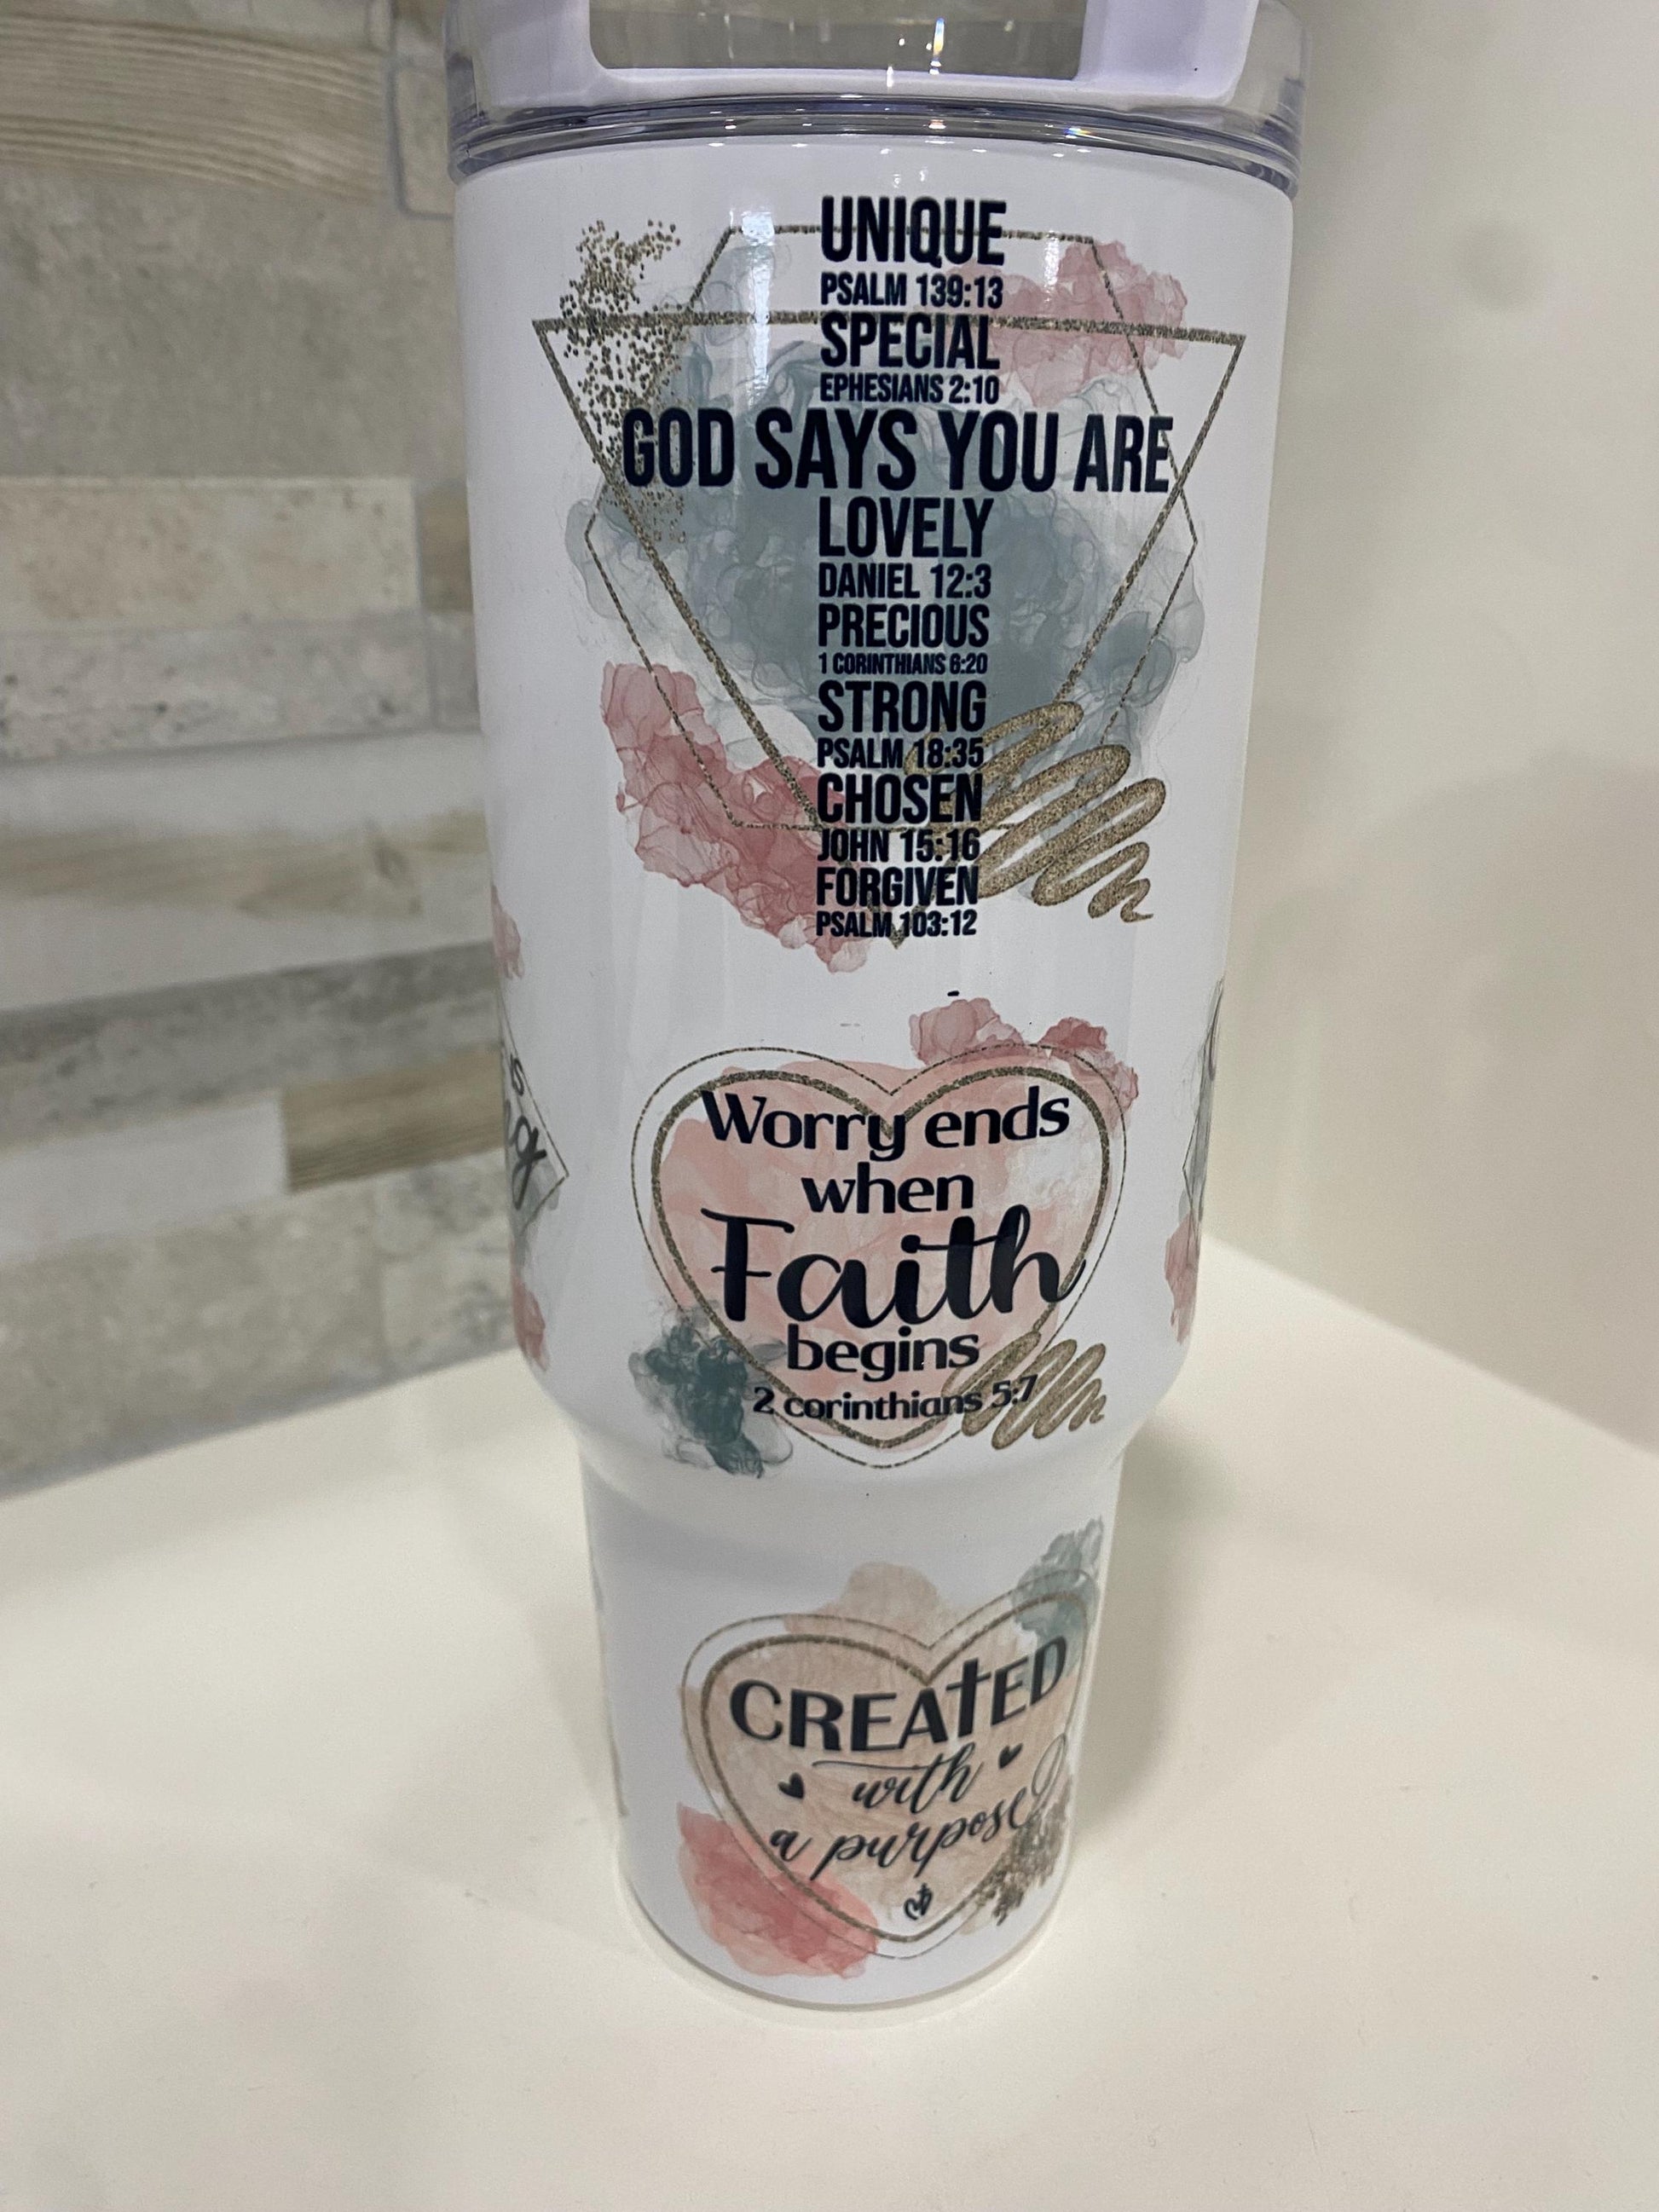 UNIQUE
PSALM 139:13
SPECIAL
EPHESIANS 2:10
GOD SAYS YOU ARE
LOVELY
DANIEL 12:3
PRECIOUS
1 CORINTHIANS 6:20
STRONG
PSALM 18:35
CHOSEN
JOHN 15:16
FORGIVEN
PSALM 103:12
Worry ends
when
Faith
begins
2 corinthians 5:7
CREATED
with
a purpose